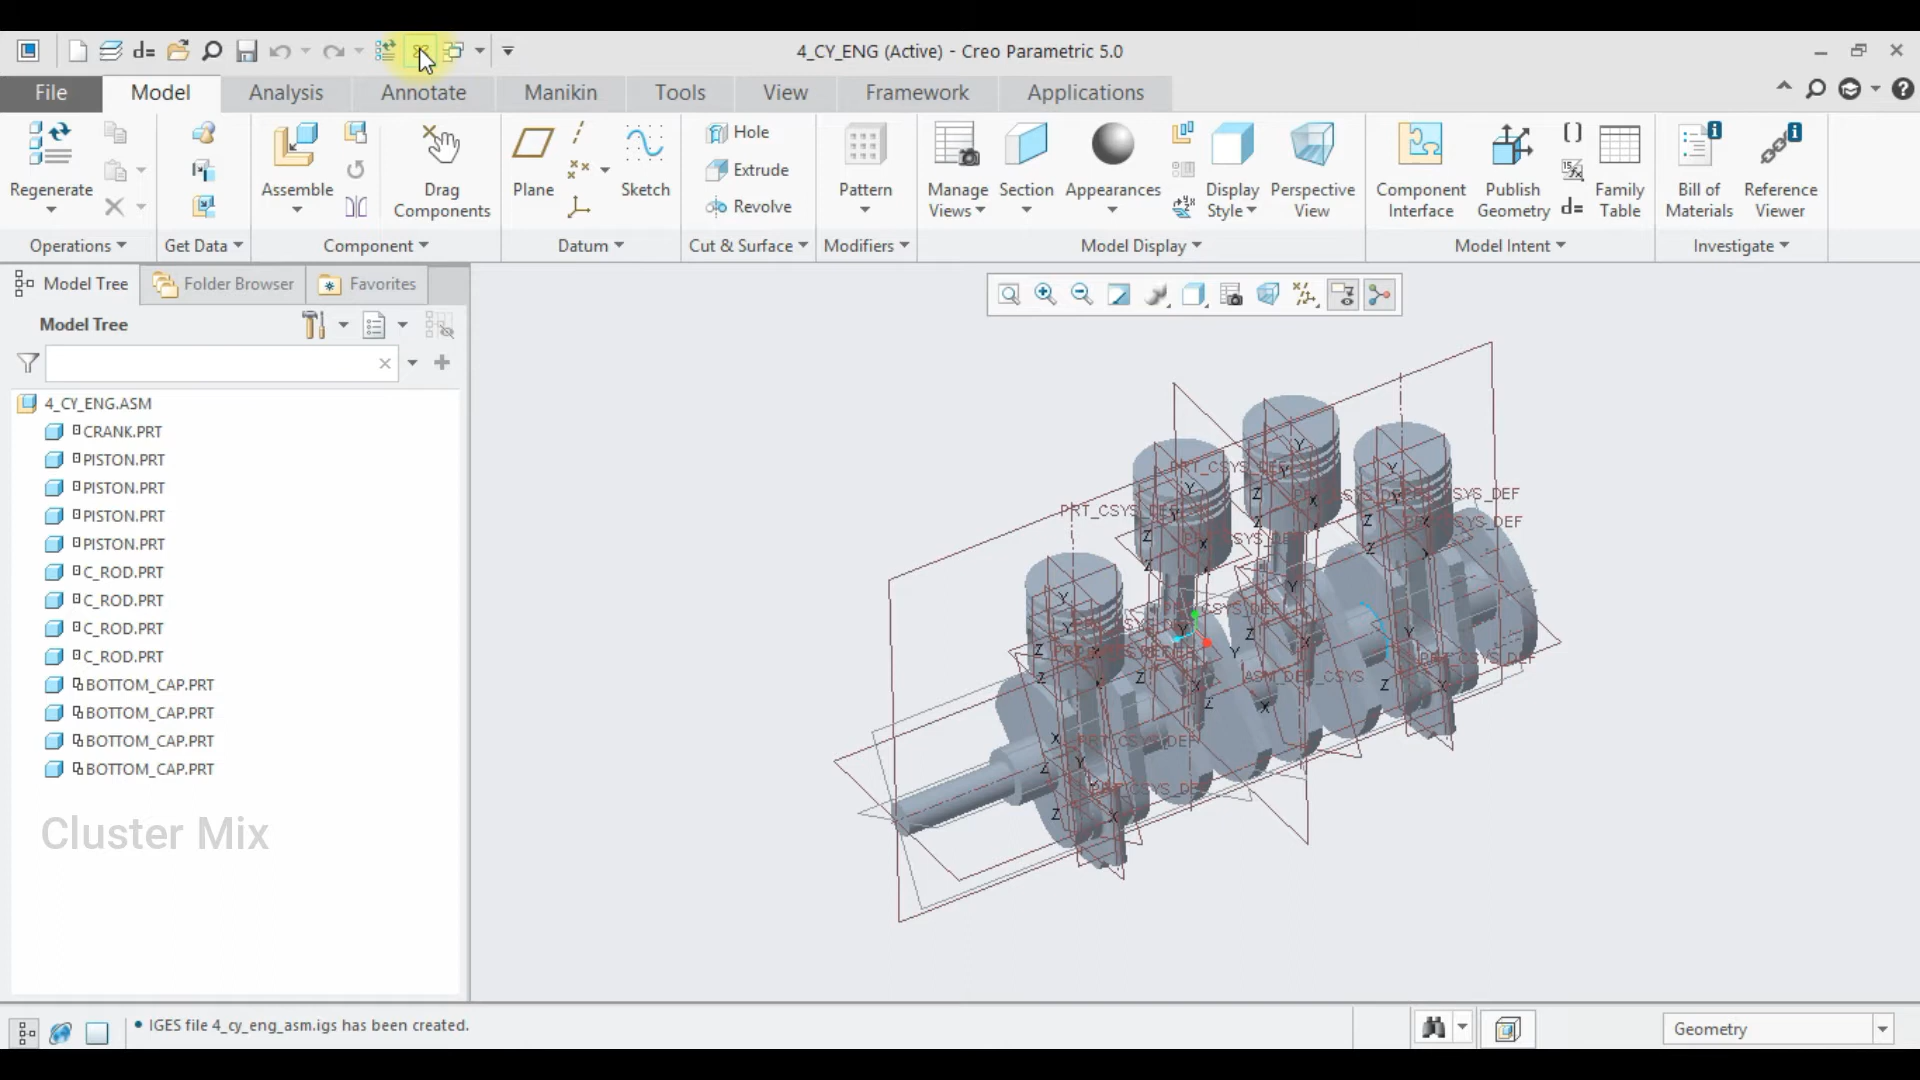 4_CY_ENG (Active) - Creo Parametric 5.0
File
Model
Analysis
Annotate
Manikin
Tools
View
Framework
Applications
Regenerate
Assemble
Drag
Components
Plane
Sketch
Hole
Extrude
Revolve
Pattern
Manage
Views
Section
Appearances
Display
Style
Perspective
View
Component
Interface
Publish
Geometry
d=
Family
Table
Bill of
Materials
Reference
Viewer
Operations
Get Data
Component
Datum
Cut & Surface
Modifiers
Model Display
Model Intent
Investigate
Model Tree
Folder Browser
Favorites
Model Tree
4_CY_ENG.ASM
CRANK.PRT
PISTON.PRT
PISTON.PRT
PISTON.PRT
PISTON.PRT
C_ROD.PRT
C_ROD.PRT
C_ROD.PRT
C_ROD.PRT
BOTTOM_CAP.PRT
BOTTOM_CAP.PRT
BOTTOM_CAP.PRT
BOTTOM_CAP.PRT
Cluster Mix
ASM_DEF_CSYS
IGES file 4_cy_eng_asm.igs has been created.
Geometry